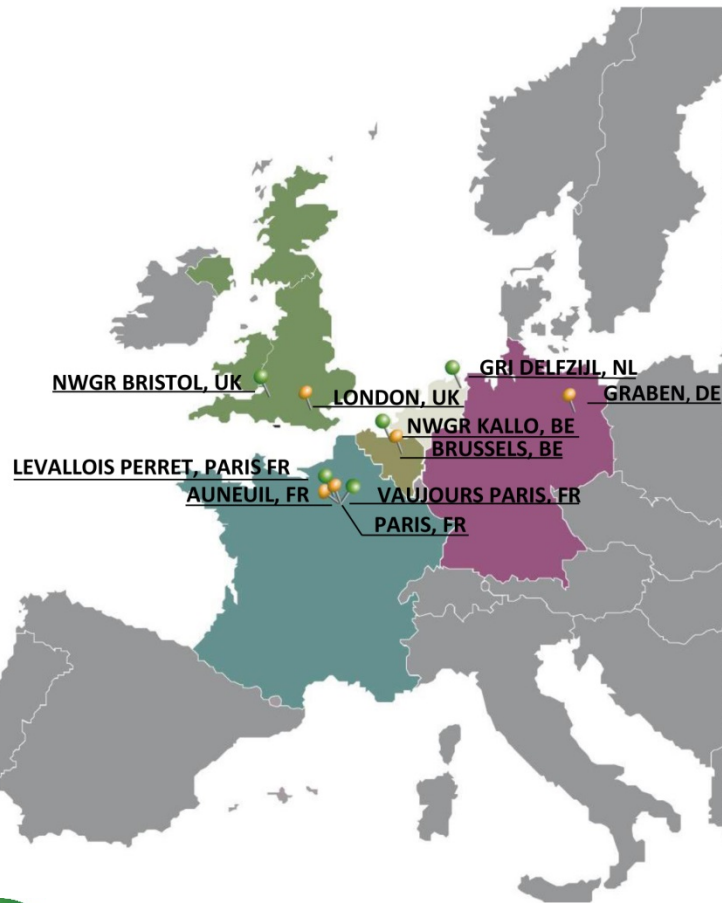 GRI DELFZIJL, NL
NWGR BRISTOL, UK
LONDON, UK
GRABEN, DE
NWGR KALLO, BE
BRUSSELS, BE
LEVALLOIS PERRET, PARIS FR
AUNEUIL, FR
VAUJOURS PARIS, FR
PARIS, FR